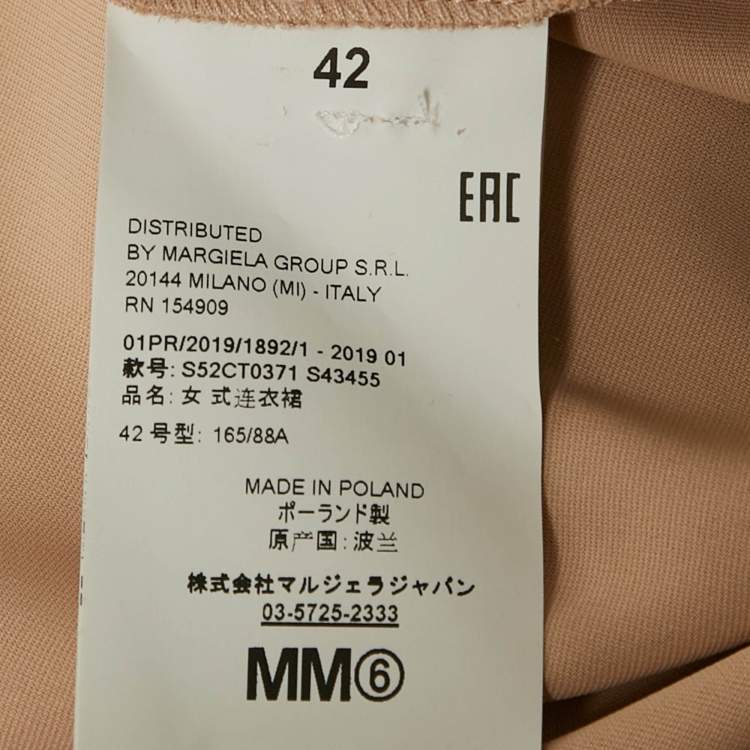 42
EAC
DISTRIBUTED
BY MARGIELA GROUP S.R.L.
20144 MILANO (MI) - ITALY
RN 154909
01PR/2019/1892/1 - 2019 01
款号: S52CT0371 S43455
品名: 女 式连衣裙
42 号型: 165/88A
MADE IN POLAND
ポーランド製
原产国: 波兰
株式会社マルジェラジャパン
03-5725-2333
MM⑥